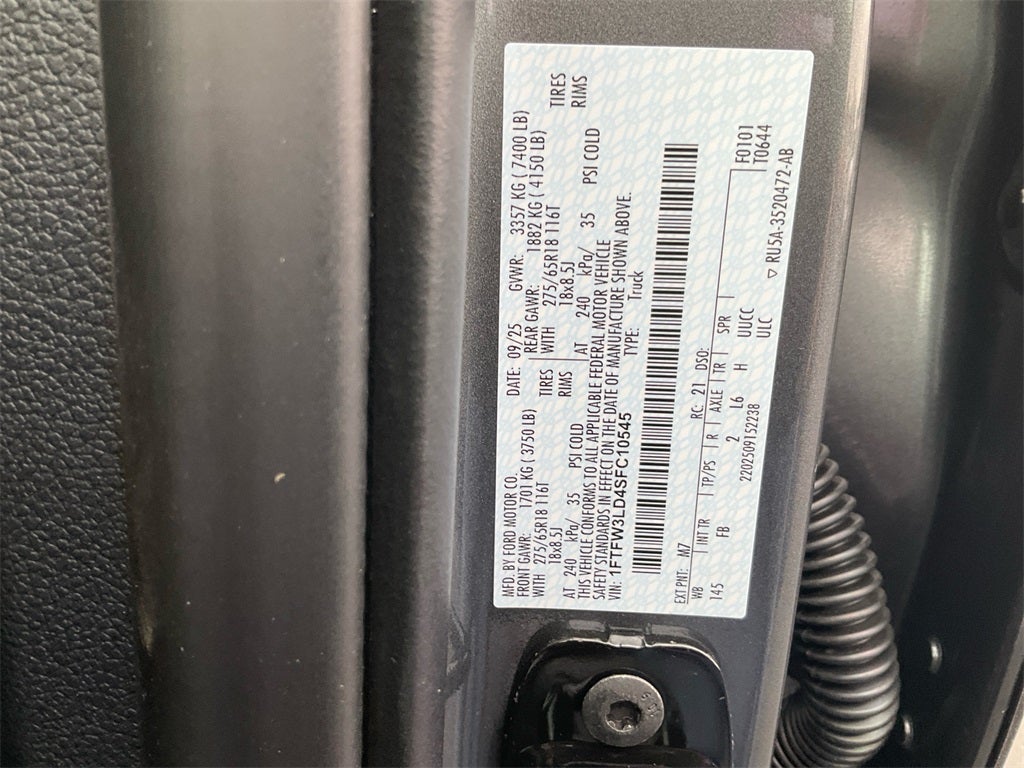 MFD. BY FORD MOTOR CO.
DATE: 09/25 GVWR: 3357 KG ( 7400 LB)
FRONT GAWR: 1701 KG ( 3750 LB)
REAR GAWR: 1882 KG ( 4150 LB)
WITH 275/65R18 116T TIRES
WITH 275/65R18 116T TIRES
18x8.5J RIMS
18x8.5J RIMS
AT 240 kPa/ 35 PSI COLD
AT 240 kPa/ 35 PSI COLD
THIS VEHICLE CONFORMS TO ALL APPLICABLE FEDERAL MOTOR VEHICLE
SAFETY STANDARDS IN EFFECT ON THE DATE OF MANUFACTURE SHOWN ABOVE.
VIN: 1FTFW3LD4SFC10545
TYPE: Truck
EXT PNT: M7 RC: 21 DSO: F0101
WB INT TR TP/PS R AXLE TR SPR T0644
145 FB 2 L6 H UUCC
2202509152238 ULC ▽ RU5A-3520472-AB